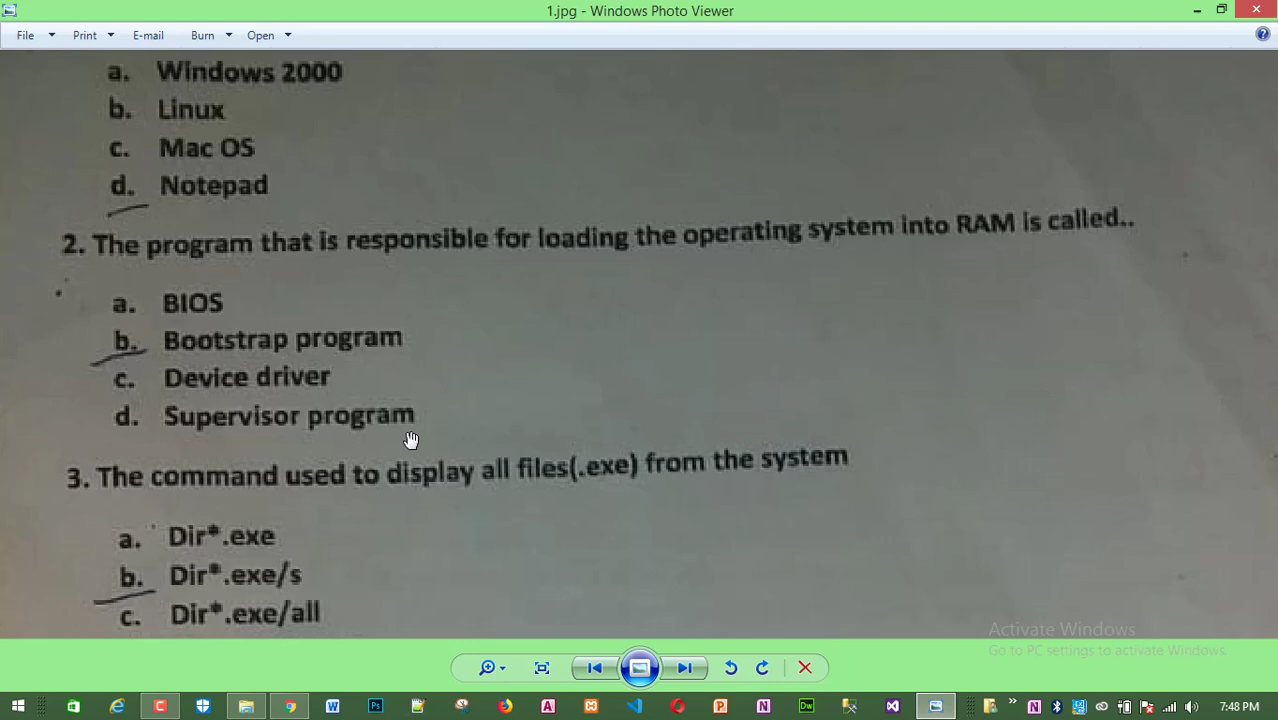 1.jpg - Windows Photo Viewer
File Print E-mail Burn Open
a. Windows 2000
b. Linux
c. Mac OS
d. Notepad
2. The program that is responsible for loading the operating system into RAM is called..
a. BIOS
b. Bootstrap program
c. Device driver
d. Supervisor program
3. The command used to display all files(.exe) from the system
a. Dir*.exe
b. Dir*.exe/s
c. Dir*.exe/all
Activate Windows
Go to PC settings to activate Windows.
7:48 PM